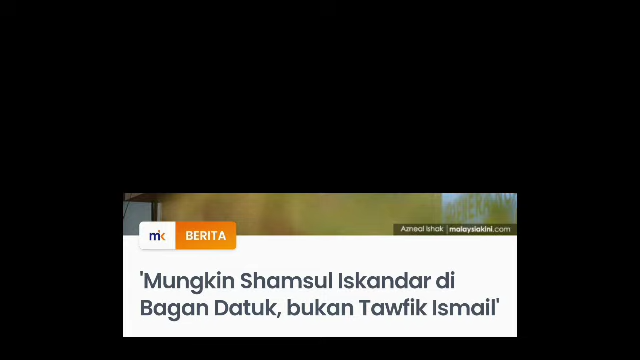 Azneal Ishak malaysiakini.com
mk BERITA
'Mungkin Shamsul Iskandar di
Bagan Datuk, bukan Tawfik Ismail'